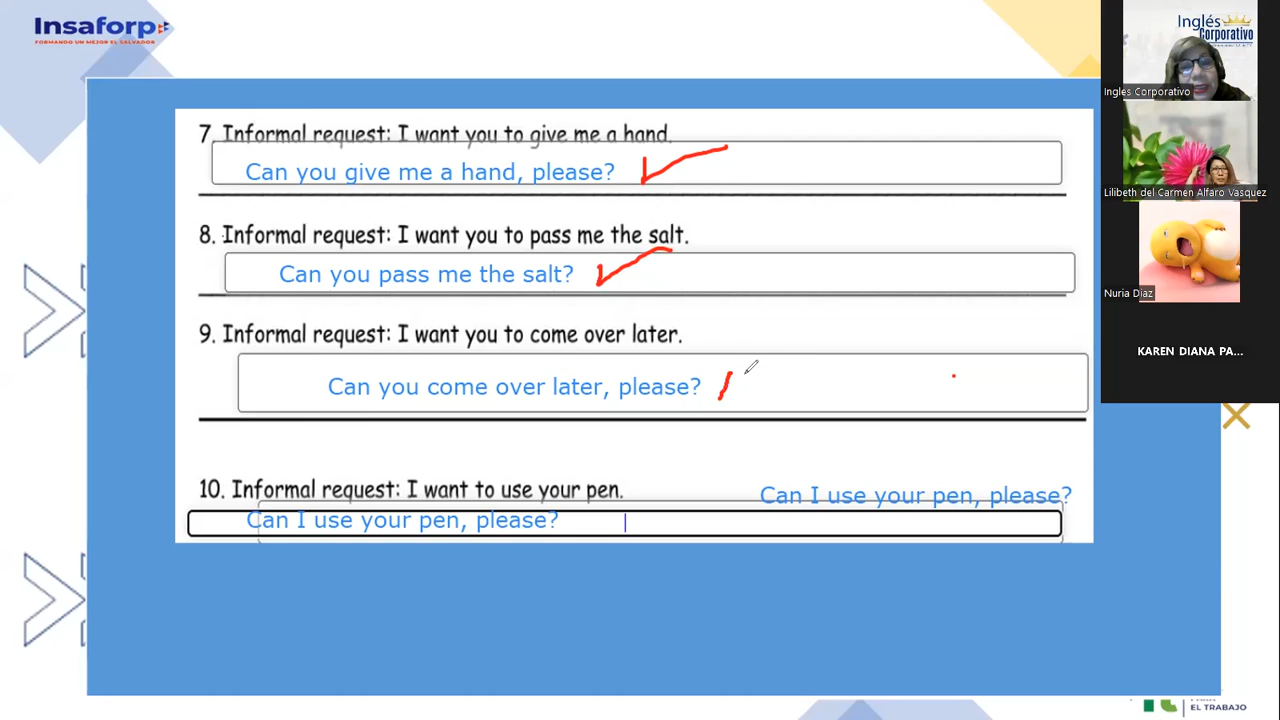 Insaforp
FORMANDO UN MEJOR EL SALVADOR
7. Informal request: I want you to give me a hand.
Can you give me a hand, please?
8. Informal request: I want you to pass me the salt.
Can you pass me the salt?
9. Informal request: I want you to come over later.
Can you come over later, please?
10. Informal request: I want to use your pen.
Can I use your pen, please?
Can I use your pen, please?
Inglés
Corporativo
Ingles Corporativo
Lilibeth del Carmen Alfaro Vasquez
Nuria Diaz
KAREN DIANA PA...
EL TRABAJO